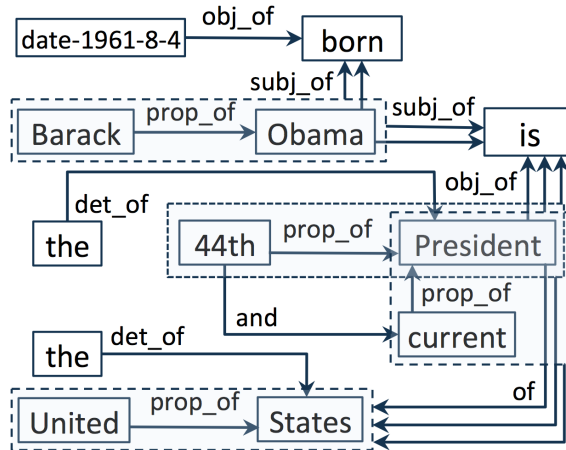 obj_of
date-1961-8-4
born
subj_of
Barack
prop_of
Obama
subj_of
is
obj_of
det_of
the
44th
prop_of
President
prop_of
and
current
det_of
the
of
United
prop_of
States